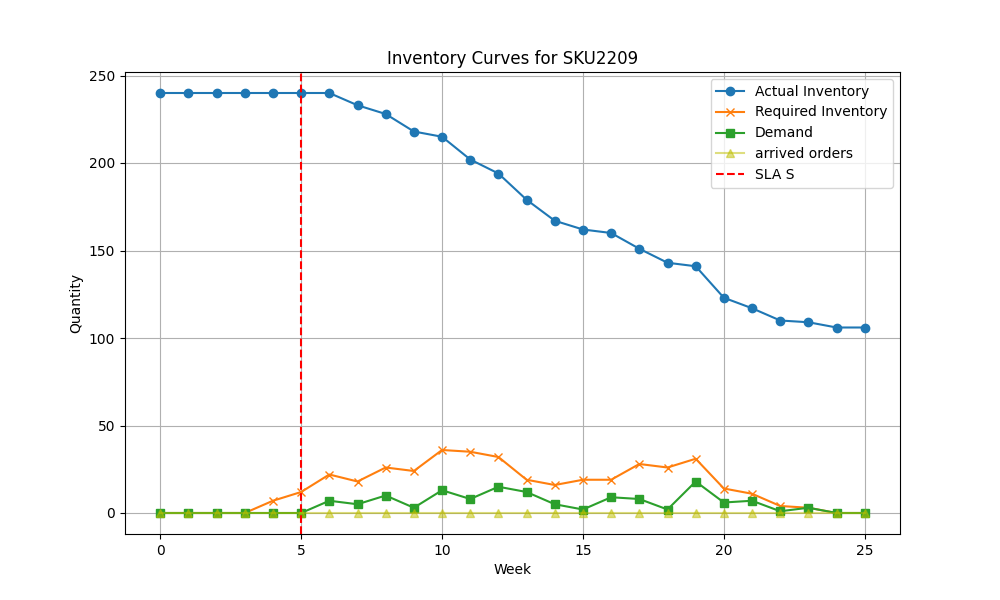 Inventory Curves for SKU2209
250
200
150
100
50
0
Quantity
Actual Inventory
Required Inventory
Demand
arrived orders
SLA S
0 5 10 15 20 25
Week